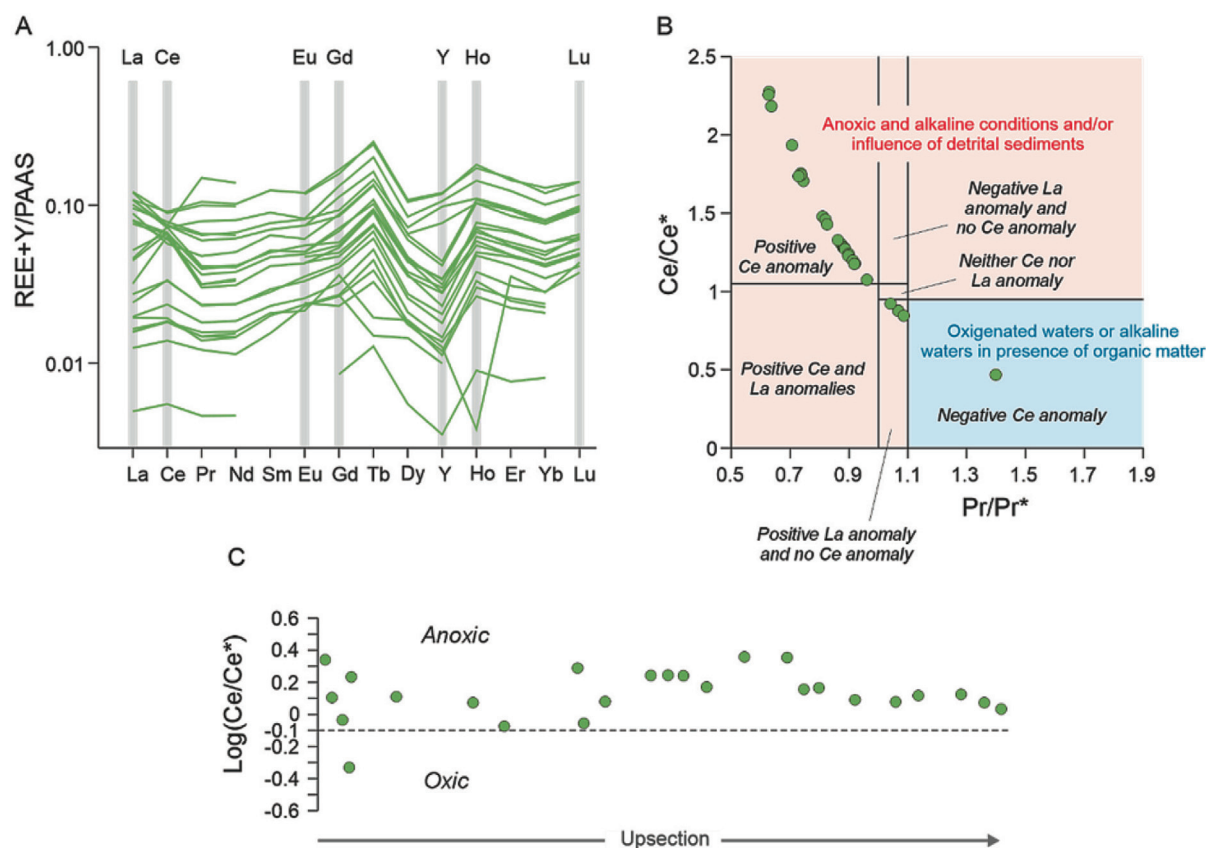 A
1.00
0.10
0.01
REE+Y/PAAS
La Ce Eu Gd Y Ho Lu
La Ce Pr Nd Sm Eu Gd Tb Dy Y Ho Er Yb Lu
B
2.5
2
1.5
1
0.5
0
Ce/Ce*
Anoxic and alkaline conditions and/or
influence of detrital sediments
Negative La
anomaly and
no Ce anomaly
Positive
Ce anomaly
Neither Ce nor
La anomaly
Oxigenated waters or alkaline
waters in presence of organic matter
Positive Ce and
La anomalies
Negative Ce anomaly
0.5 0.7 0.9 1.1 1.3 1.5 1.7 1.9
Pr/Pr*
Positive La anomaly
and no Ce anomaly
C
0.6
0.4
0.2
0
-0.1
-0.2
-0.4
-0.6
Log(Ce/Ce*)
Anoxic
Oxic
Upsection